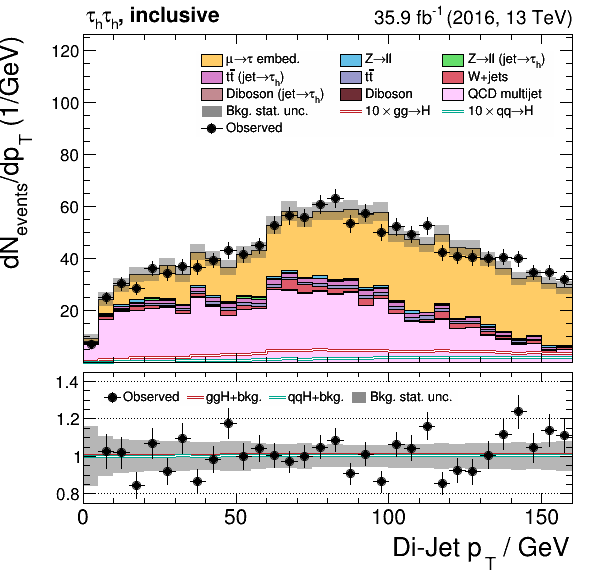 τhτh, inclusive 35.9 fb-1 (2016, 13 TeV)
dNevents/dpT (1/GeV)
120
100
80
60
40
20
μ→τ embed. Z→ll Z→ll (jet→τh)
tt̄ (jet→τh) tt̄ W+jets
Diboson (jet→τh) Diboson QCD multijet
Bkg. stat. unc. 10 × gg→H 10 × qq→H
Observed
1.4
1.2
1
0.8
Observed ggH+bkg. qqH+bkg. Bkg. stat. unc.
0 50 100 150
Di-Jet pT / GeV